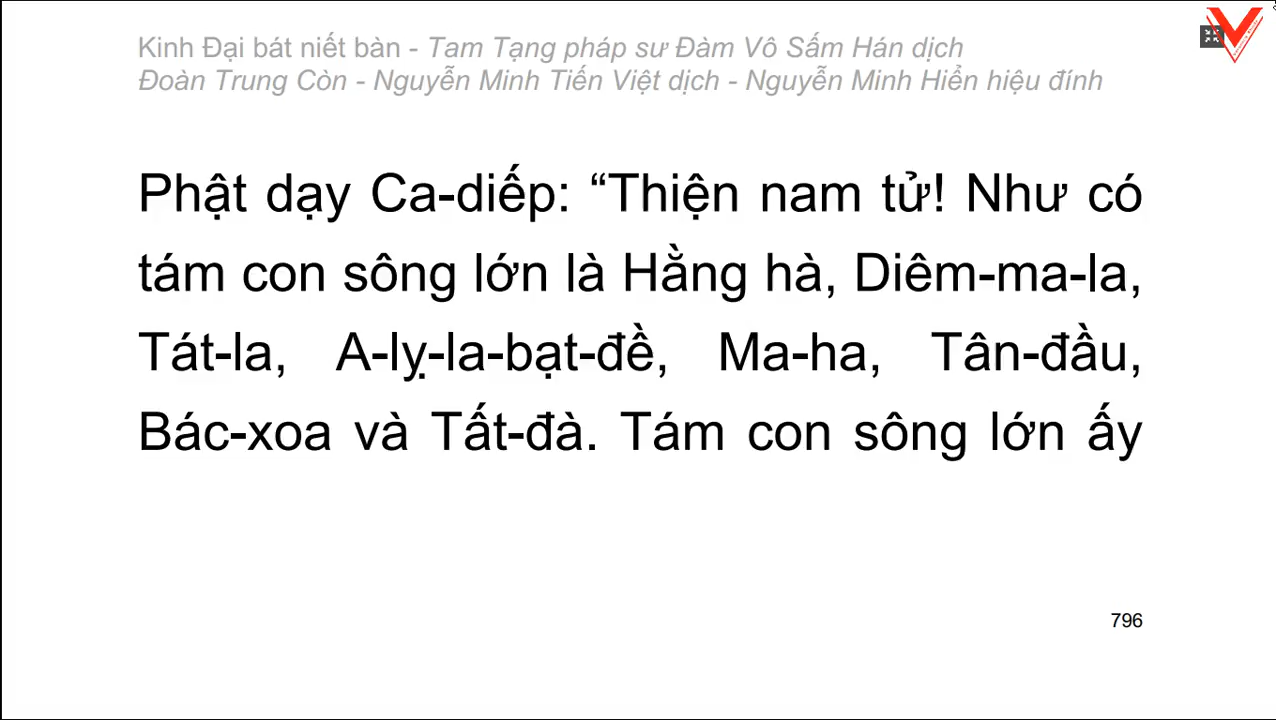 Kinh Đại bát niết bàn - Tam Tạng pháp sư Đàm Vô Sấm Hán dịch
Đoàn Trung Còn - Nguyễn Minh Tiến Việt dịch - Nguyễn Minh Hiển hiệu đính
Phật dạy Ca-diếp: “Thiện nam tử! Như có
tám con sông lớn là Hằng hà, Diêm-ma-la,
Tát-la, A-lỵ-la-bạt-đề, Ma-ha, Tân-đầu,
Bác-xoa và Tất-đà. Tám con sông lớn ấy
796